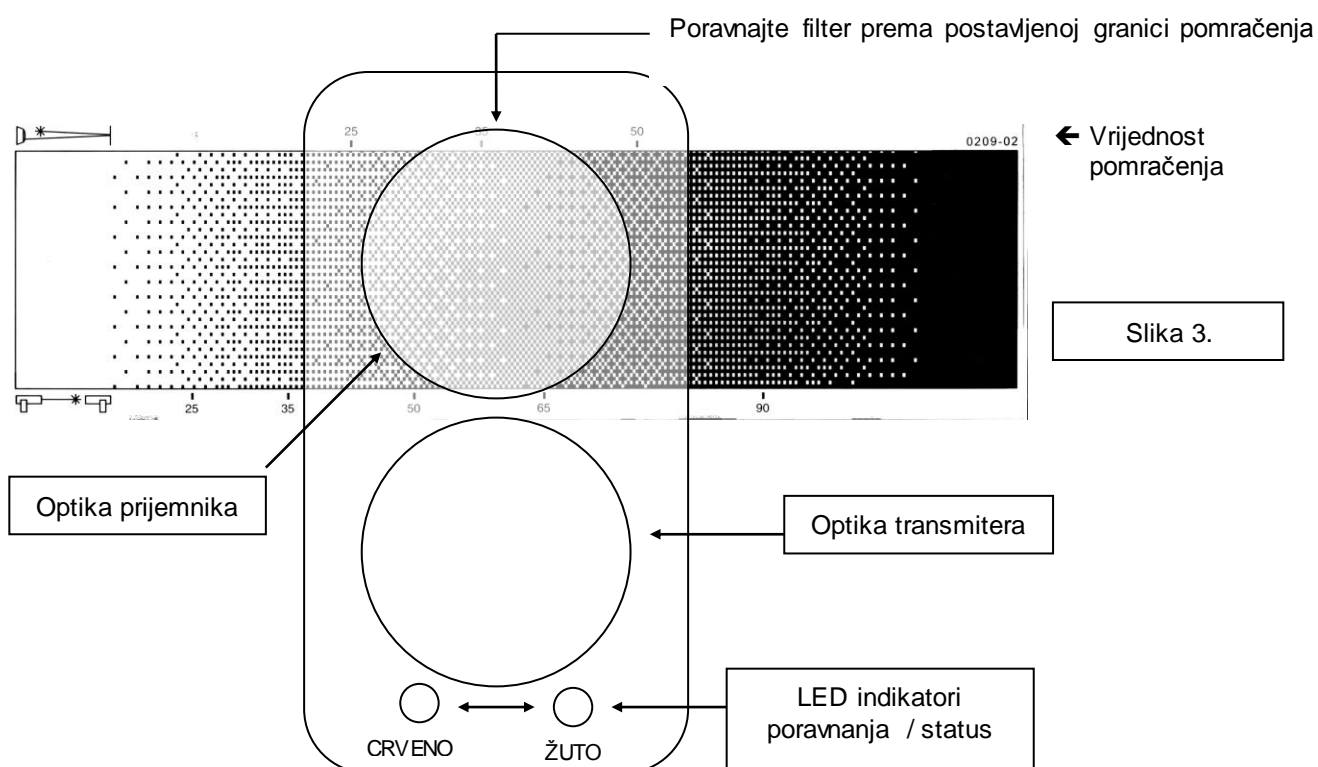 Poravnajte filter prema postavljenoj granici pomračenja
25 35 50
0209-02
← Vrijednost
pomračenja
Slika 3.
25 35 50 65 90
Optika prijemnika
Optika transmitera
LED indikatori
poravnanja / status
CRVENO
ŽUTO